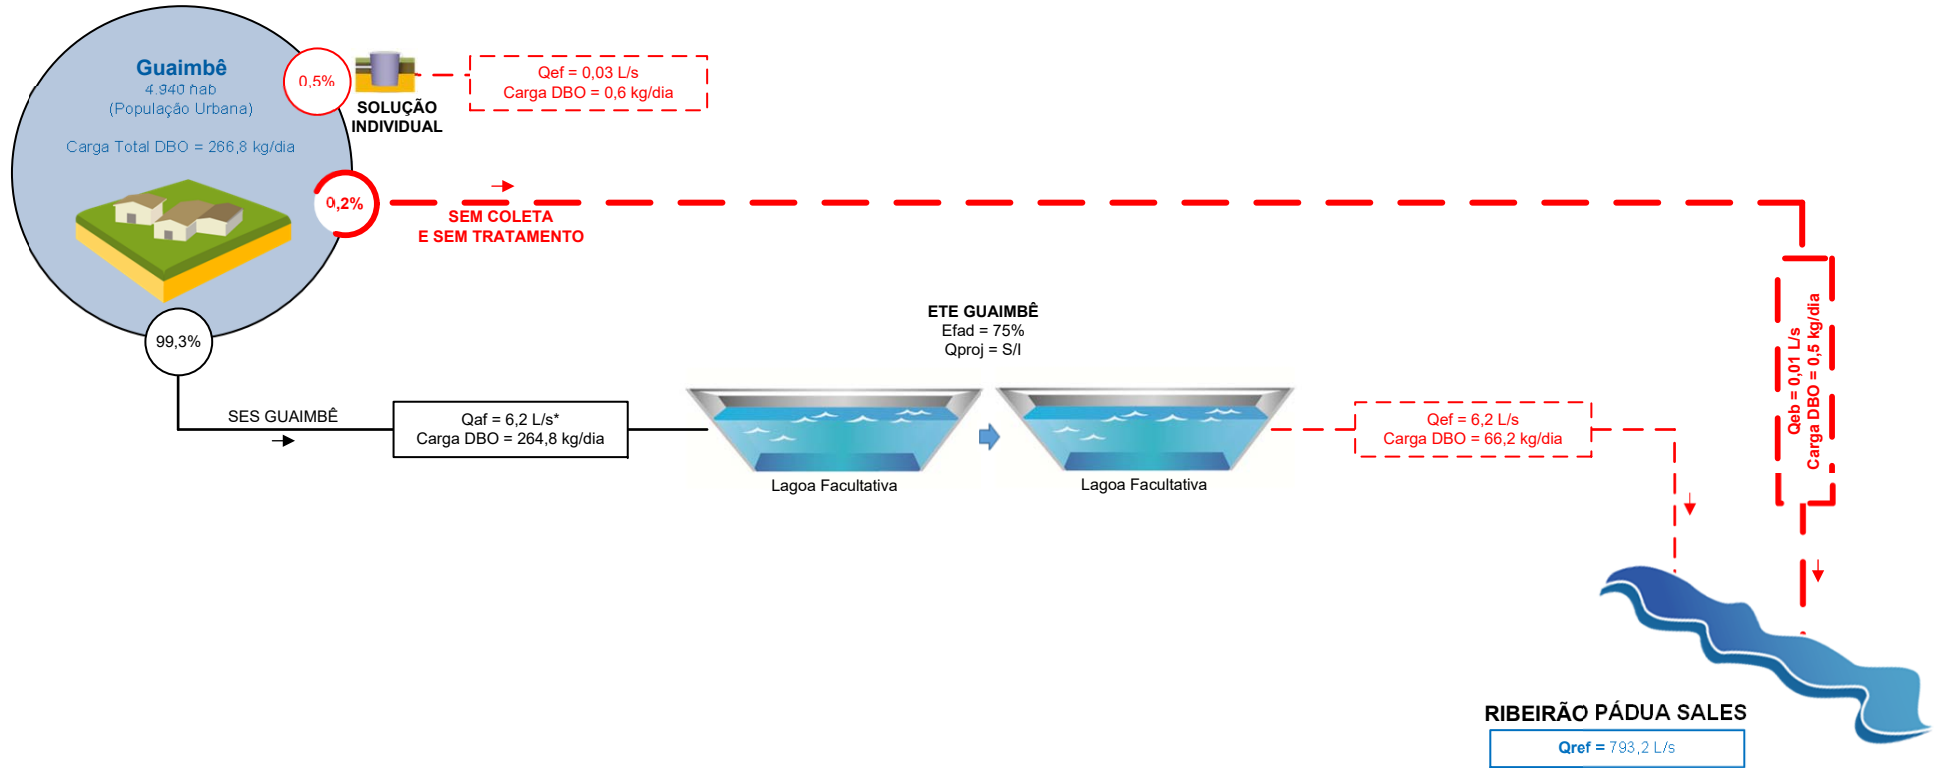 Guaimbê
4.940 hab
(População Urbana)
Carga Total DBO = 266,8 kg/dia
0,5%
SOLUÇÃO
INDIVIDUAL
Qef = 0,03 L/s
Carga DBO = 0,6 kg/dia
0,2%
SEM COLETA
E SEM TRATAMENTO
99,3%
SES GUAIMBÊ
Qaf = 6,2 L/s*
Carga DBO = 264,8 kg/dia
ETE GUAIMBÊ
Efad = 75%
Qproj = S/I
Lagoa Facultativa
Lagoa Facultativa
Qef = 6,2 L/s
Carga DBO = 66,2 kg/dia
Qeb = 0,01 L/s
Carga DBO = 0,5 kg/dia
RIBEIRÃO PÁDUA SALES
Qref = 793,2 L/s